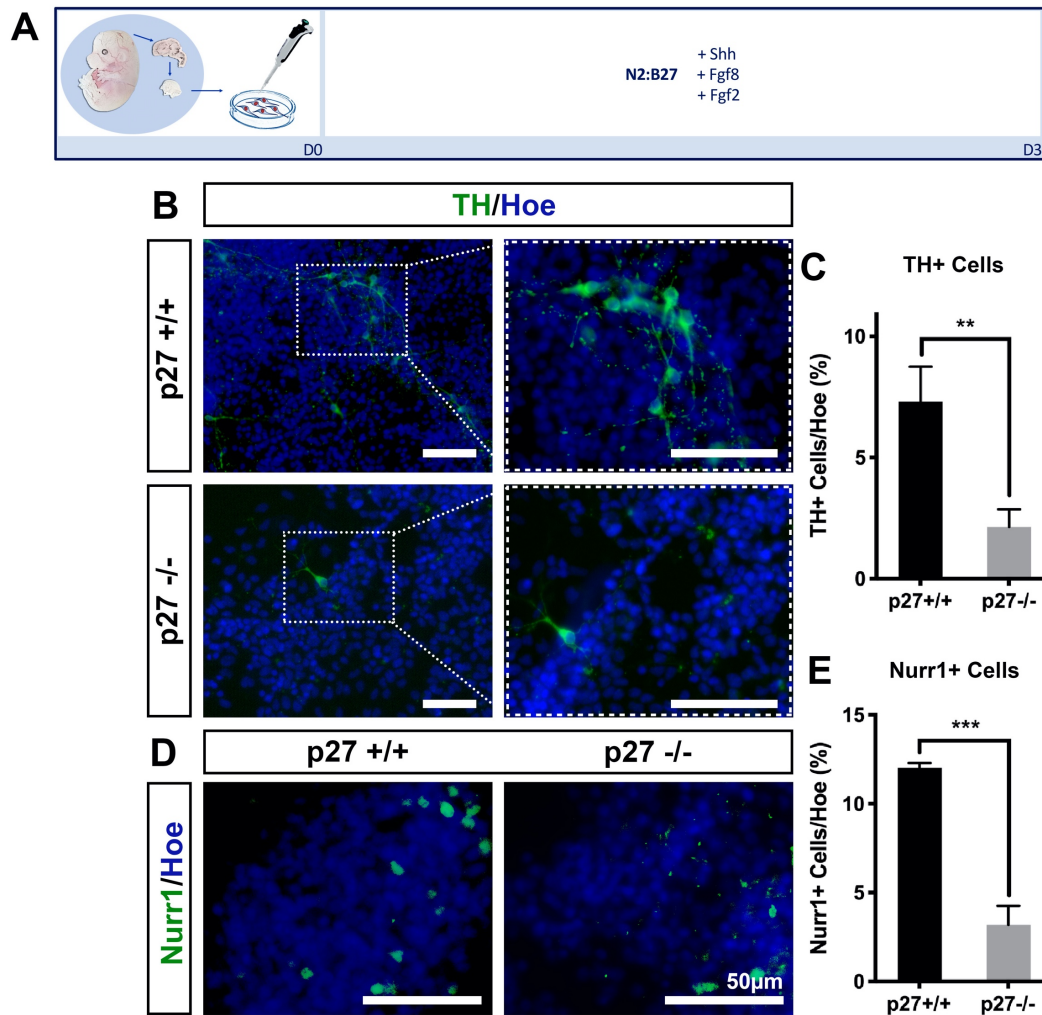 A
N2:B27
+ Shh
+ Fgf8
+ Fgf2
D0
D3
B
TH/Hoe
p27 +/+
p27 -/-
C
TH+ Cells
**
TH+ Cells/Hoe (%)
10
5
0
p27+/+
p27-/-
D
p27 +/+
p27 -/-
Nurr1/Hoe
50µm
E
Nurr1+ Cells
***
Nurr1+ Cells/Hoe (%)
15
10
5
0
p27+/+
p27-/-